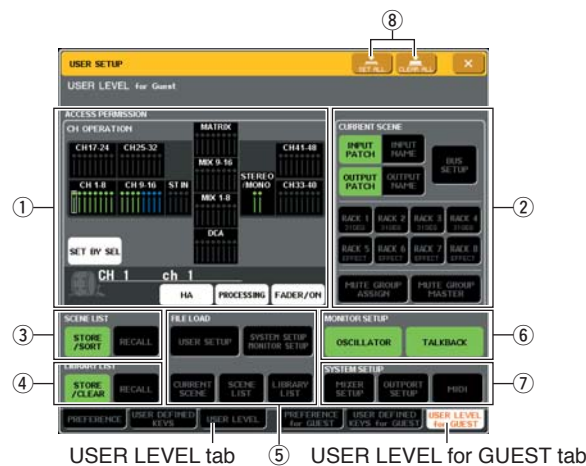 ⑧
USER SETUP
SET ALL
CLEAR ALL
USER LEVEL for Guest
ACCESS PERMISSION
CH OPERATION
MATRIX
CH17-24
CH25-32
CH41-48
MIX 9-16
STEREO
/MONO
CH 1-8
CH 9-16
ST IN
CH33-40
MIX 1-8
DCA
SET BY SEL
CH 1
ch 1
HA
PROCESSING
FADER/ON
①
CURRENT SCENE
INPUT
PATCH
INPUT
NAME
BUS
SETUP
OUTPUT
PATCH
OUTPUT
NAME
RACK 1
RACK 2
RACK 3
RACK 4
RACK 5
EFFECT
RACK 6
EFFECT
RACK 7
EFFECT
RACK 8
EFFECT
MUTE GROUP
ASSIGN
MUTE GROUP
MASTER
②
SCENE LIST
STORE
/SORT
RECALL
③
LIBRARY LIST
STORE
/CLEAR
RECALL
④
FILE LOAD
USER SETUP
SYSTEM SETUP
MONITOR SETUP
CURRENT
SCENE
SCENE
LIST
LIBRARY
LIST
⑤
MONITOR SETUP
OSCILLATOR
TALKBACK
⑥
SYSTEM SETUP
MIXER
SETUP
OUTPORT
SETUP
MIDI
⑦
PREFERENCE
USER DEFINED
KEYS
USER LEVEL
PREFERENCE
for GUEST
USER DEFINED
KEYS for GUEST
USER LEVEL
for GUEST
USER LEVEL tab
USER LEVEL for GUEST tab